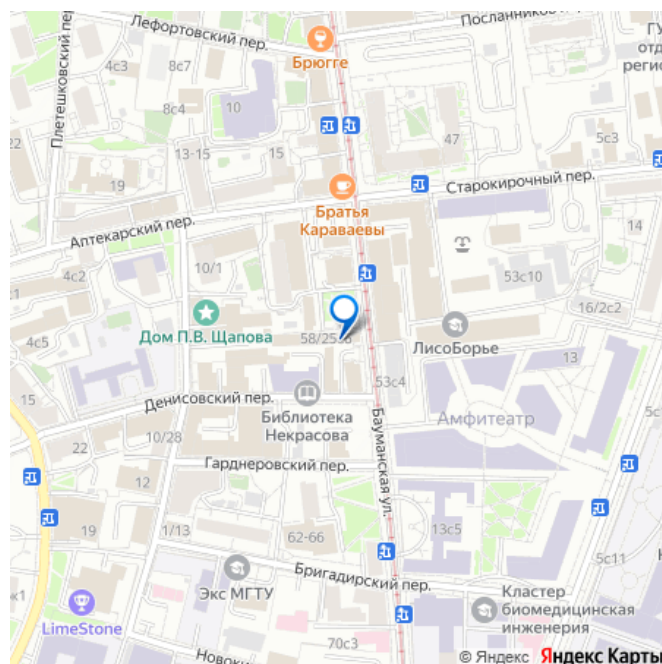 Лефортовский пер.
Посланников
Плетешковский пер.
4с3
8с7
Брюгге
ГУ
отд
регио
8с4
10
47
5с3
22
13-15
15
19
Старокирочный пер.
Братья
Караваевы
Аптекарский пер.
14
4с2
10/1
53с10
16/2с2
4с5
Дом П.В. Щапова
ЛисоБорье
13
53с4
15
Денисовский пер.
Библиотека
Некрасова
Амфитеатр
Бауманская ул.
22
10/28
Гарднеровский пер.
12
19
1/13
62-66
13с5
5с11
Бригадирский пер.
Экс МГТУ
Кластер
биомедицинская
инженерия
LimeStone
70с3
© Яндекс Яндекс Карты